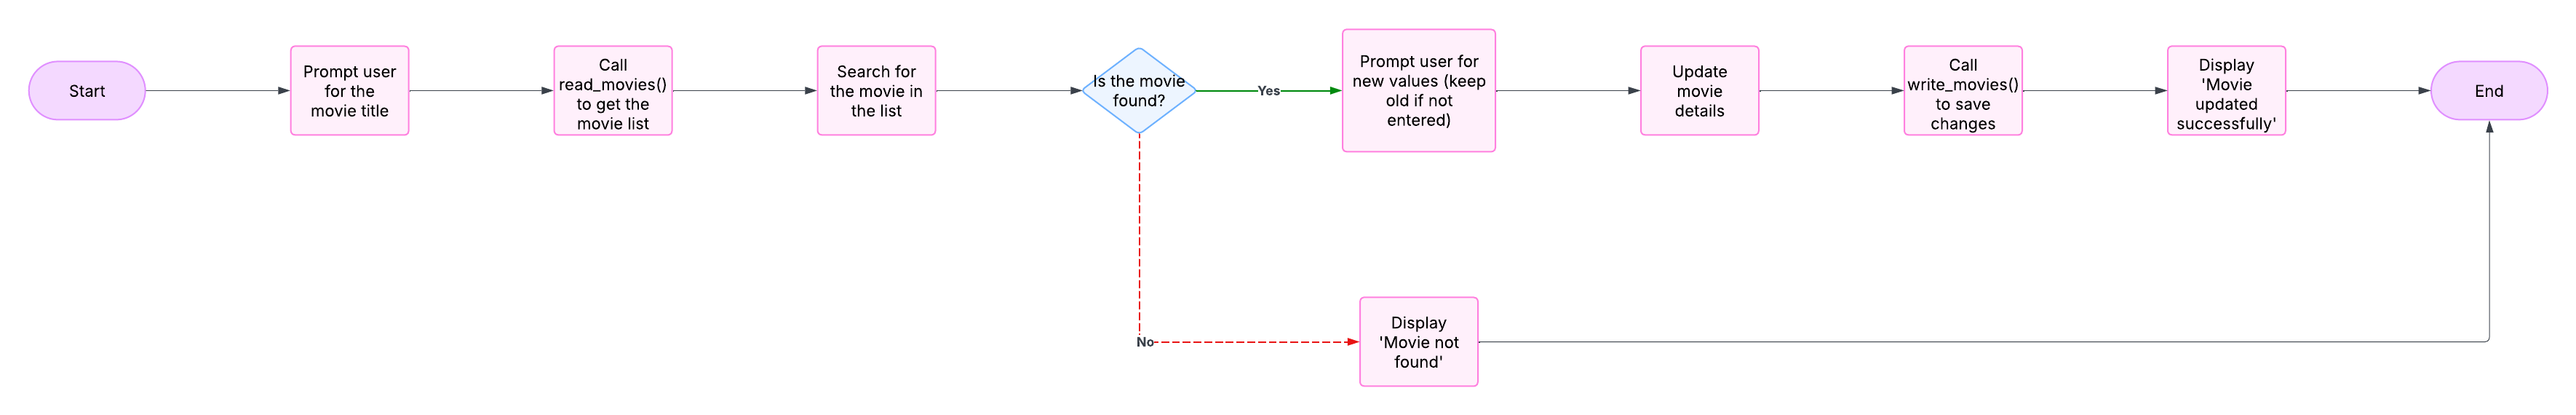 Start
Prompt user
for the
movie title
Call
read_movies()
to get the
movie list
Search for
the movie in
the list
Is the movie
found?
Yes
Prompt user for
new values (keep
old if not
entered)
Update
movie
details
Call
write_movies()
to save
changes
Display
'Movie
updated
successfully'
End
No
Display
'Movie not
found'